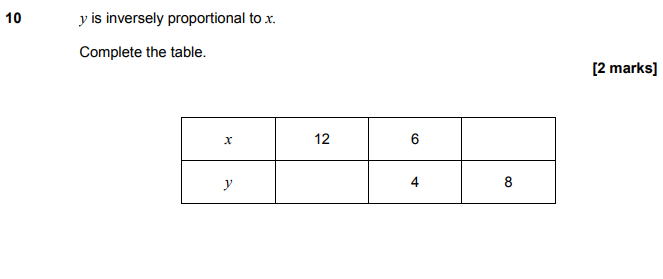 10 y is inversely proportional to x.
Complete the table.
[2 marks]
x 12 6
y 4 8